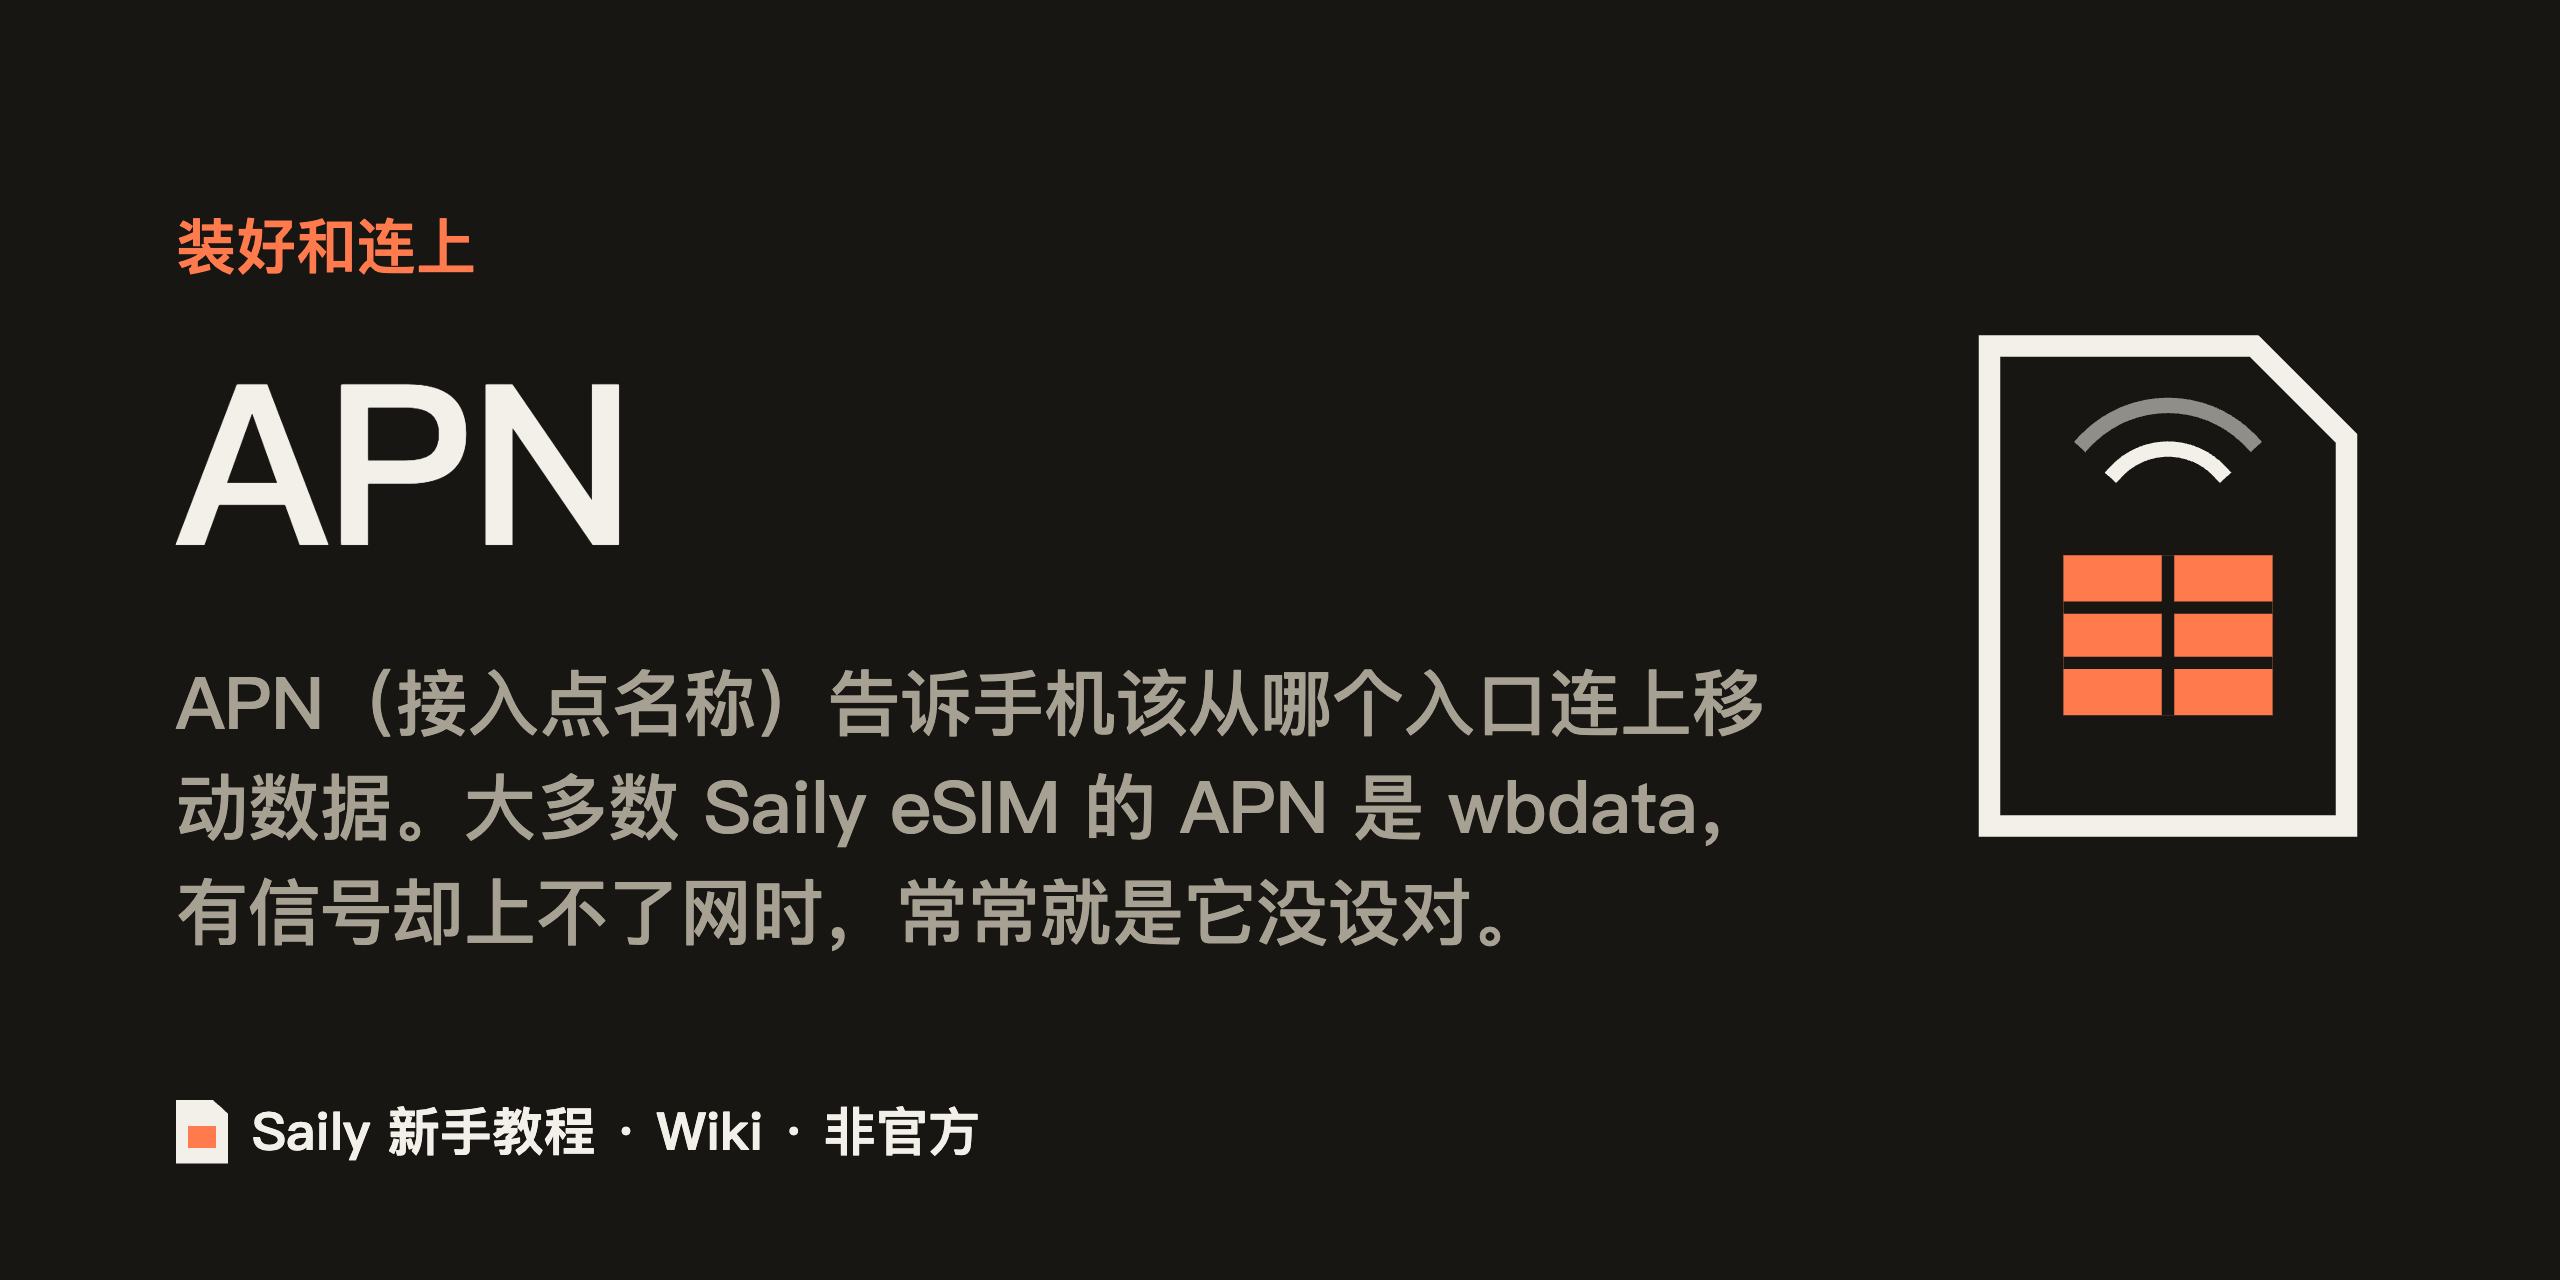 装好和连上
APN
APN（接入点名称）告诉手机该从哪个入口连上移
动数据。大多数 Saily eSIM 的 APN 是 wbdata，
有信号却上不了网时，常常就是它没设对。
Saily 新手教程 · Wiki · 非官方